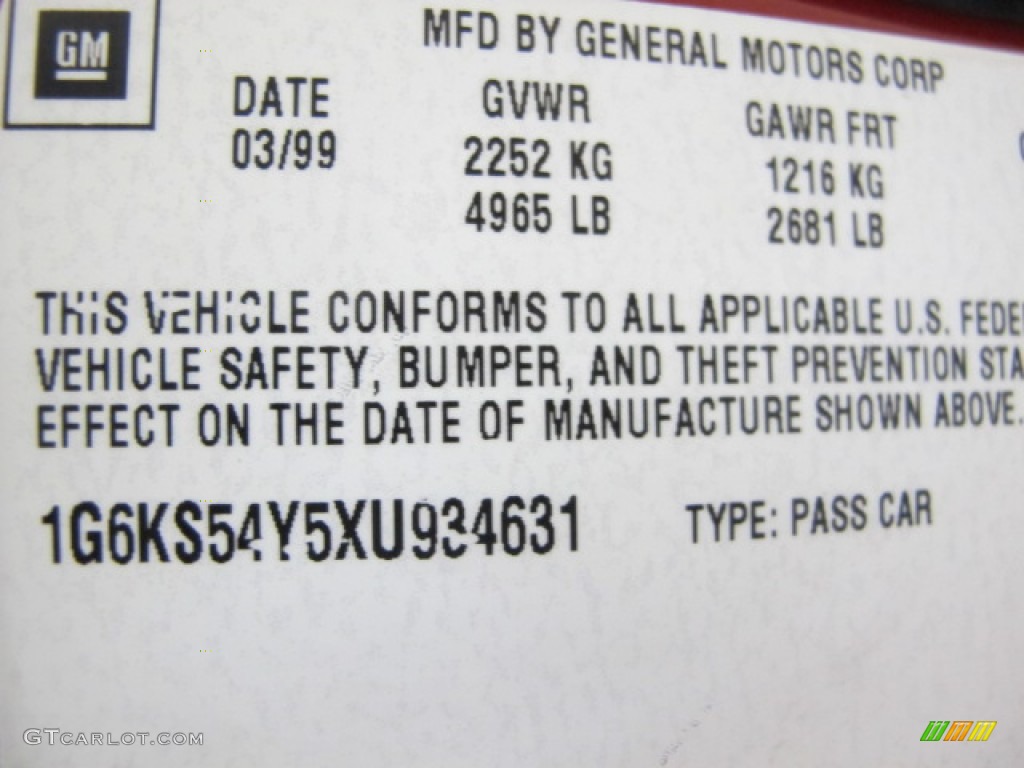 GM
MFD BY GENERAL MOTORS CORP
DATE GVWR GAWR FRT
03/99 2252 KG 1216 KG
4965 LB 2681 LB
THIS VEHICLE CONFORMS TO ALL APPLICABLE U.S. FEDE
VEHICLE SAFETY, BUMPER, AND THEFT PREVENTION STA
EFFECT ON THE DATE OF MANUFACTURE SHOWN ABOVE.
1G6KS54Y5XU934631 TYPE: PASS CAR
GTCARLOT.COM